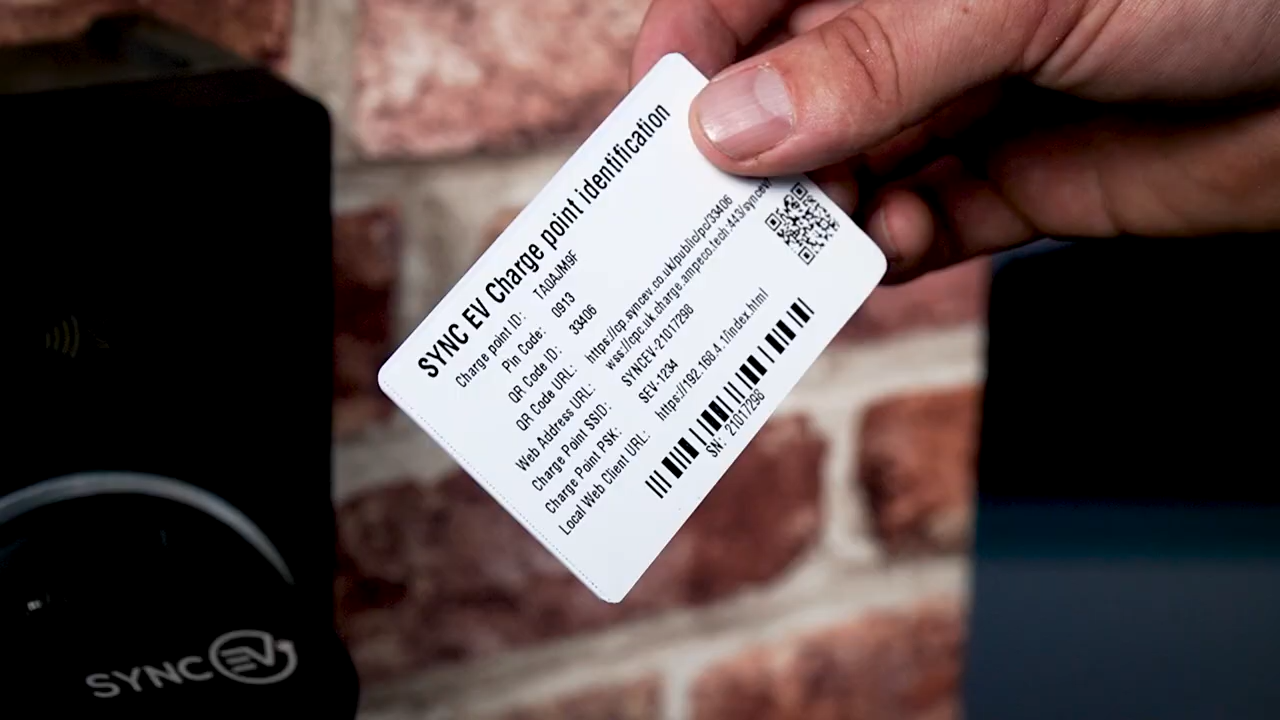 SYNC EV Charge point identification
Charge point ID: TA0AJM9F
Pin Code: 0913
QR Code ID: 33406
QR Code URL: https://cp.syncev.co.uk/public/pc/33406
Web Address URL: wss://cpc.uk.charge.ampeco.tech:443/syncev/
Charge Point SSID: SYNCEV-21017298
Charge Point PSK: SEV-1234
Local Web Client URL: https://192.168.4.1/index.html
SN: 21017298
SYNC EV